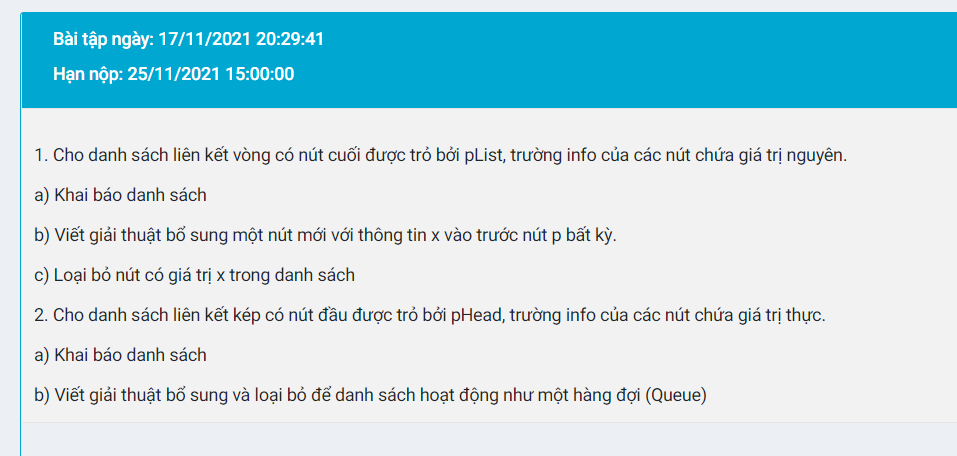 Bài tập ngày: 17/11/2021 20:29:41
Hạn nộp: 25/11/2021 15:00:00
1. Cho danh sách liên kết vòng có nút cuối được trỏ bởi pList, trường info của các nút chứa giá trị nguyên.
a) Khai báo danh sách
b) Viết giải thuật bổ sung một nút mới với thông tin x vào trước nút p bất kỳ.
c) Loại bỏ nút có giá trị x trong danh sách
2. Cho danh sách liên kết kép có nút đầu được trỏ bởi pHead, trường info của các nút chứa giá trị thực.
a) Khai báo danh sách
b) Viết giải thuật bổ sung và loại bỏ để danh sách hoạt động như một hàng đợi (Queue)